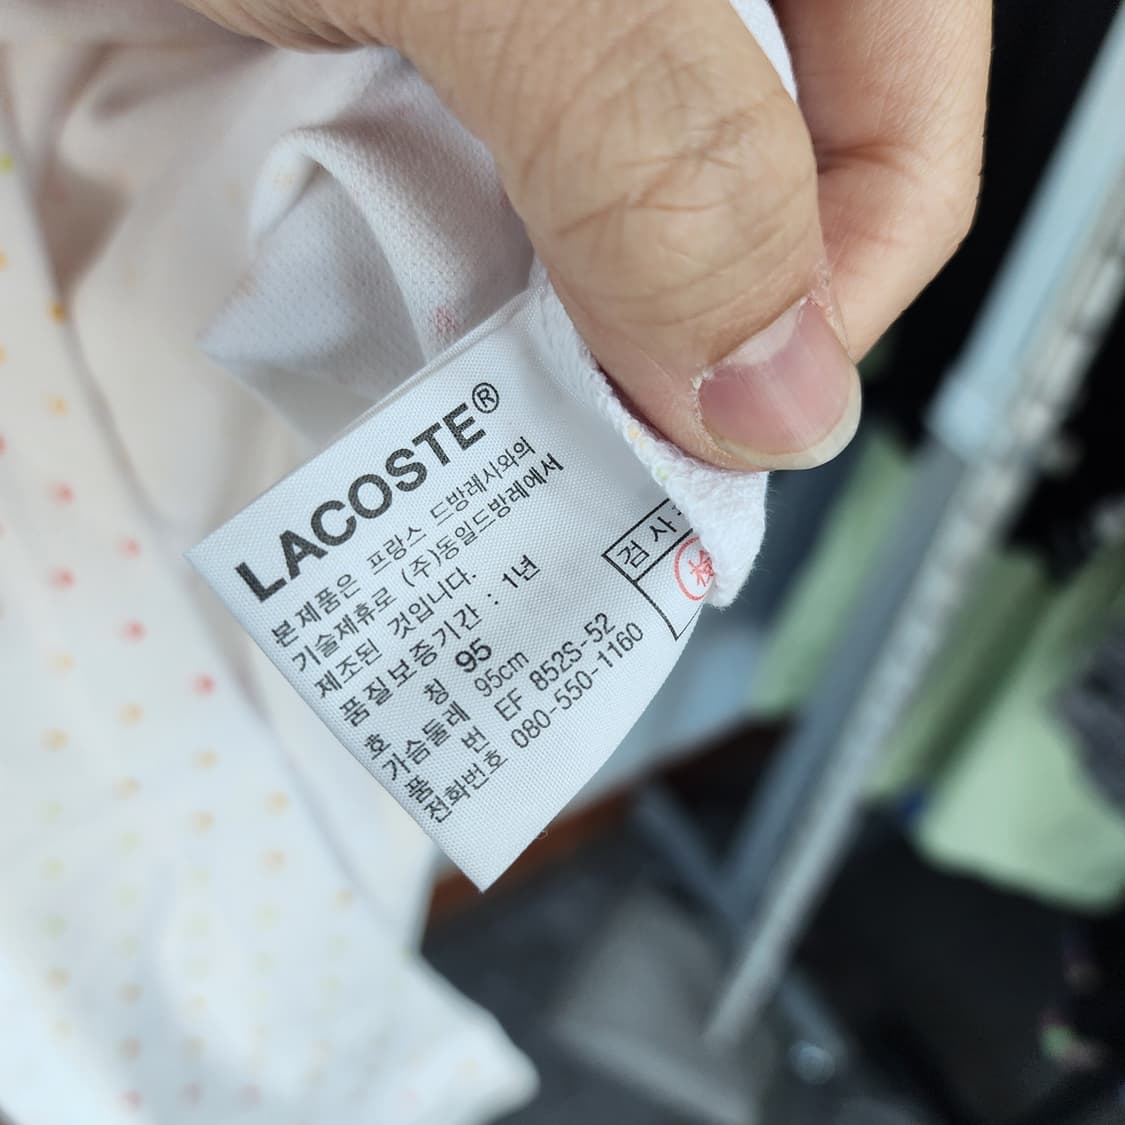 LACOSTE®
본제품은 프랑스 드방레시와의
기술제휴로 (주)동일드방레에서
제조된 것입니다.
품질보증기간 : 1년
호 칭 95
가슴둘레 95cm
품 번 EF 852S-52
전화번호 080-550-1160
검사
検